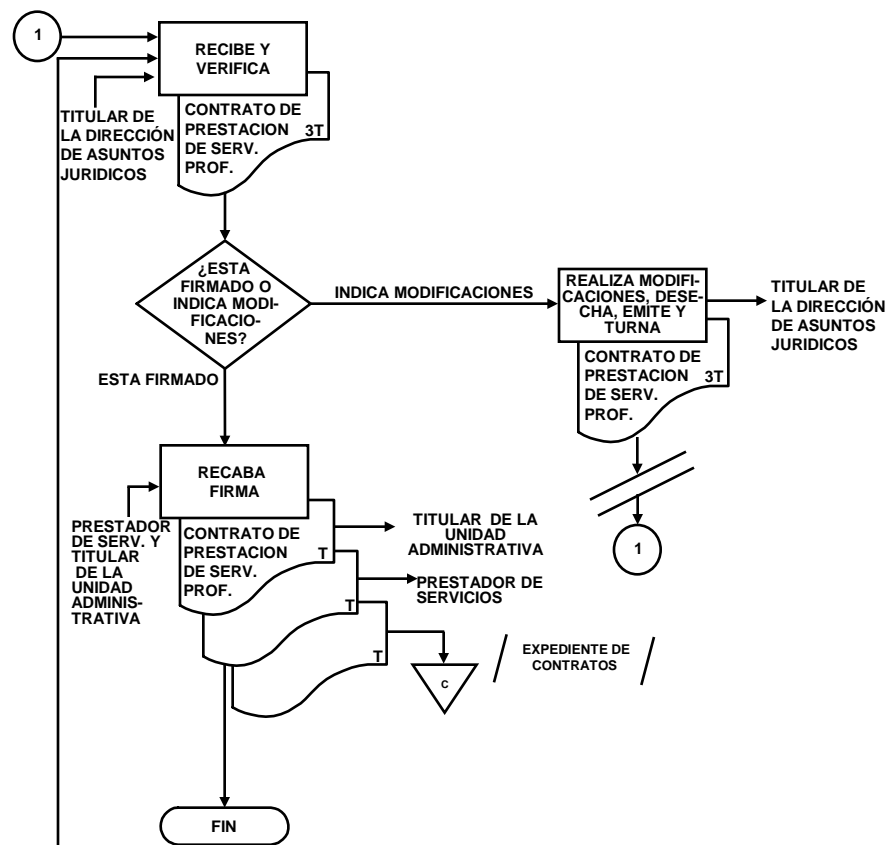 1
RECIBE Y
VERIFICA
TITULAR DE
LA DIRECCIÓN
DE ASUNTOS
JURIDICOS
CONTRATO DE
PRESTACION
DE SERV.
PROF.
3T
¿ESTA
FIRMADO O
INDICA MODI-
FICACIO-
NES?
INDICA MODIFICACIONES
REALIZA MODIFI-
CACIONES, DESE-
CHA, EMITE Y
TURNA
TITULAR DE
LA DIRECCIÓN
DE ASUNTOS
JURIDICOS
CONTRATO DE
PRESTACION
DE SERV.
PROF.
3T
1
ESTA FIRMADO
RECABA
FIRMA
PRESTADOR
DE SERV. Y
TITULAR
DE LA
UNIDAD
ADMINIS-
TRATIVA
CONTRATO DE
PRESTACION
DE SERV.
PROF.
T
TITULAR DE LA
UNIDAD
ADMINISTRATIVA
T
PRESTADOR DE
SERVICIOS
T
C
EXPEDIENTE DE
CONTRATOS
FIN